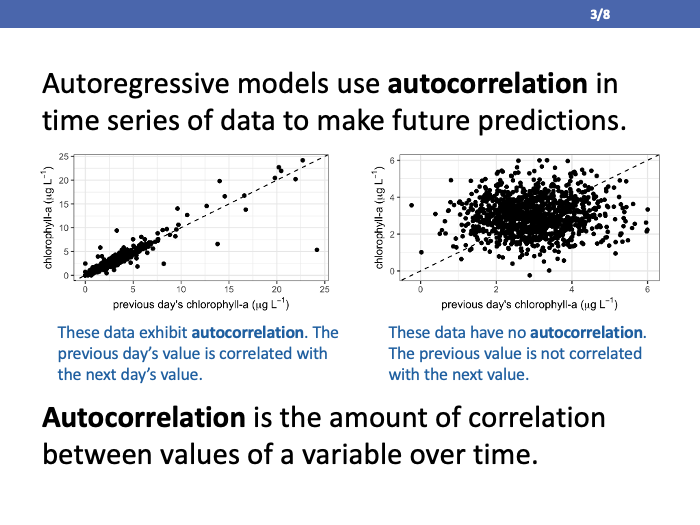 3/8
Autoregressive models use autocorrelation in
time series of data to make future predictions.
chlorophyll-a (µg L⁻¹)
25
20
15
10
5
0
0 5 10 15 20 25
previous day's chlorophyll-a (µg L⁻¹)
chlorophyll-a (µg L⁻¹)
6
4
2
0
0 2 4 6
previous day's chlorophyll-a (µg L⁻¹)
These data exhibit autocorrelation. The
previous day's value is correlated with
the next day's value.
These data have no autocorrelation.
The previous value is not correlated
with the next value.
Autocorrelation is the amount of correlation
between values of a variable over time.